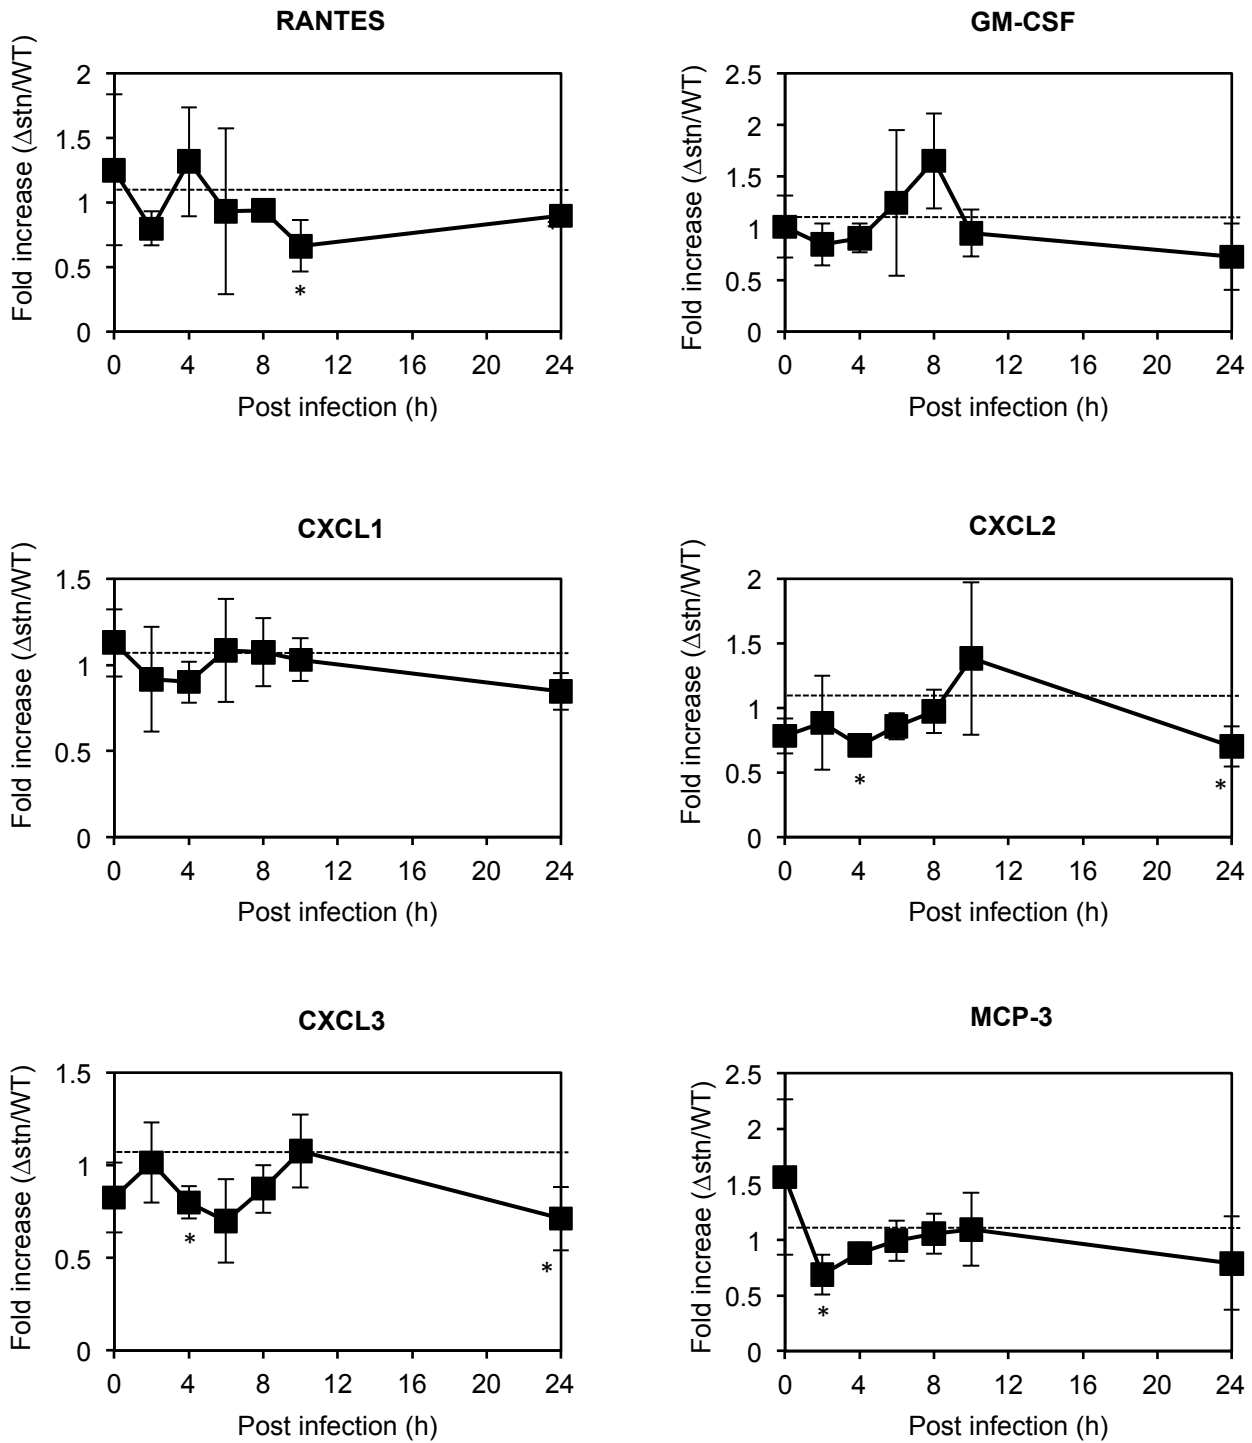 RANTES
Fold increase (Δstn/WT)
2
1.5
1
0.5
0
*
*
0 4 8 12 16 20 24
Post infection (h)
GM-CSF
Fold increase (Δstn/WT)
2.5
2
1.5
1
0.5
0
0 4 8 12 16 20 24
Post infection (h)
CXCL1
Fold increase (Δstn/WT)
1.5
1
0.5
0
0 4 8 12 16 20 24
Post infection (h)
CXCL2
Fold increase (Δstn/WT)
2
1.5
1
0.5
0
*
*
0 4 8 12 16 20 24
Post infection (h)
CXCL3
Fold increase (Δstn/WT)
1.5
1
0.5
0
*
*
0 4 8 12 16 20 24
Post infection (h)
MCP-3
Fold increae (Δstn/WT)
2.5
2
1.5
1
0.5
0
*
0 4 8 12 16 20 24
Post infection (h)